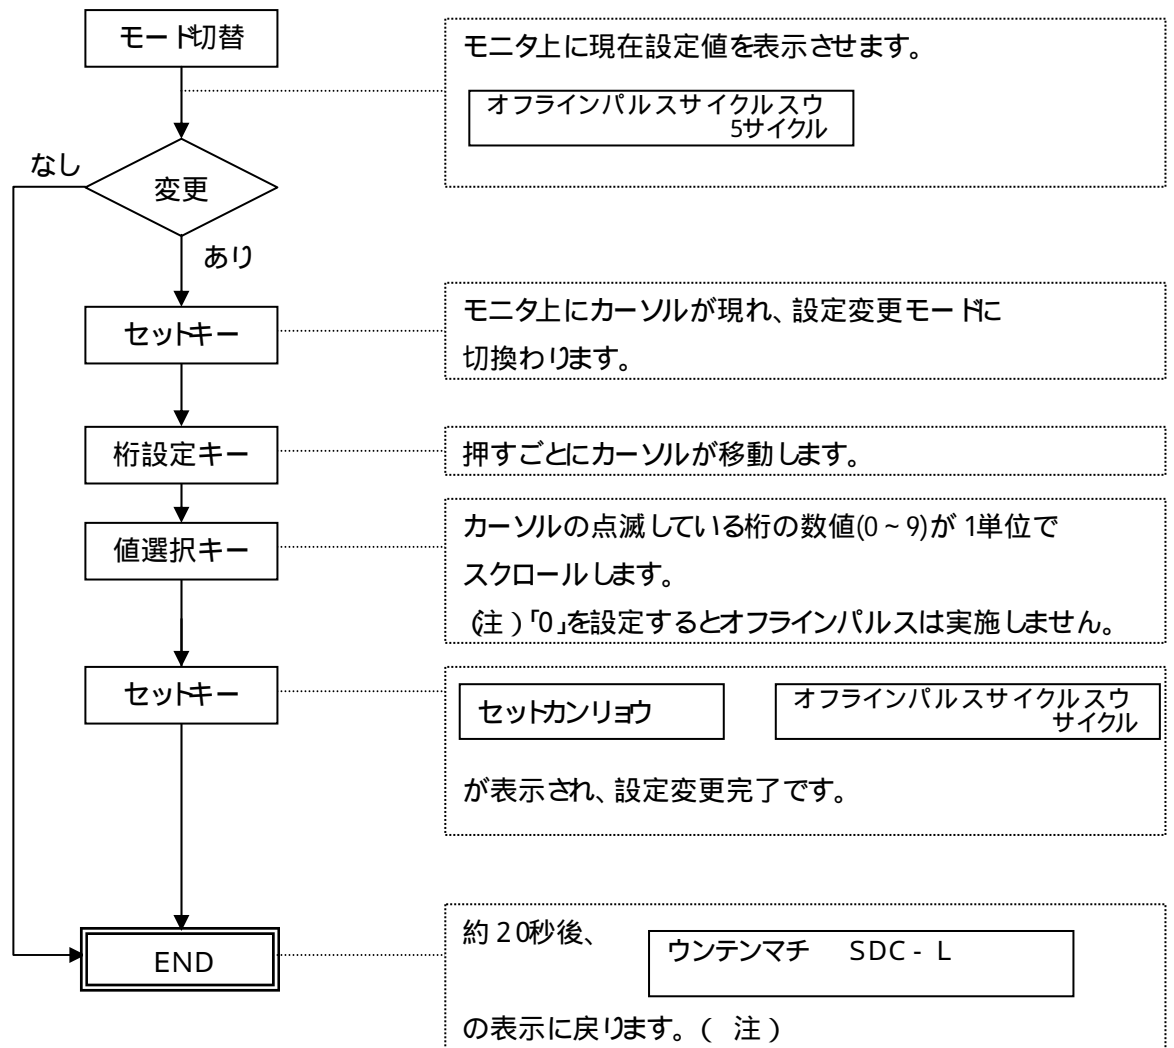 モード切替
モニタ上に現在設定値を表示させます。
オフラインパルスサイクルスウ
5サイクル
なし
変更
あり
セットキー
モニタ上にカーソルが現れ、設定変更モードに
切換わります。
桁設定キー
押すごとにカーソルが移動します。
値選択キー
カーソルの点滅している桁の数値(0~9)が1単位で
スクロールします。
(注)「0」を設定するとオフラインパルスは実施しません。
セットキー
セットカンリョウ
オフラインパルスサイクルスウ
サイクル
が表示され、設定変更完了です。
END
約20秒後、
ウンテンマチ SDC-L
の表示に戻ります。( 注)